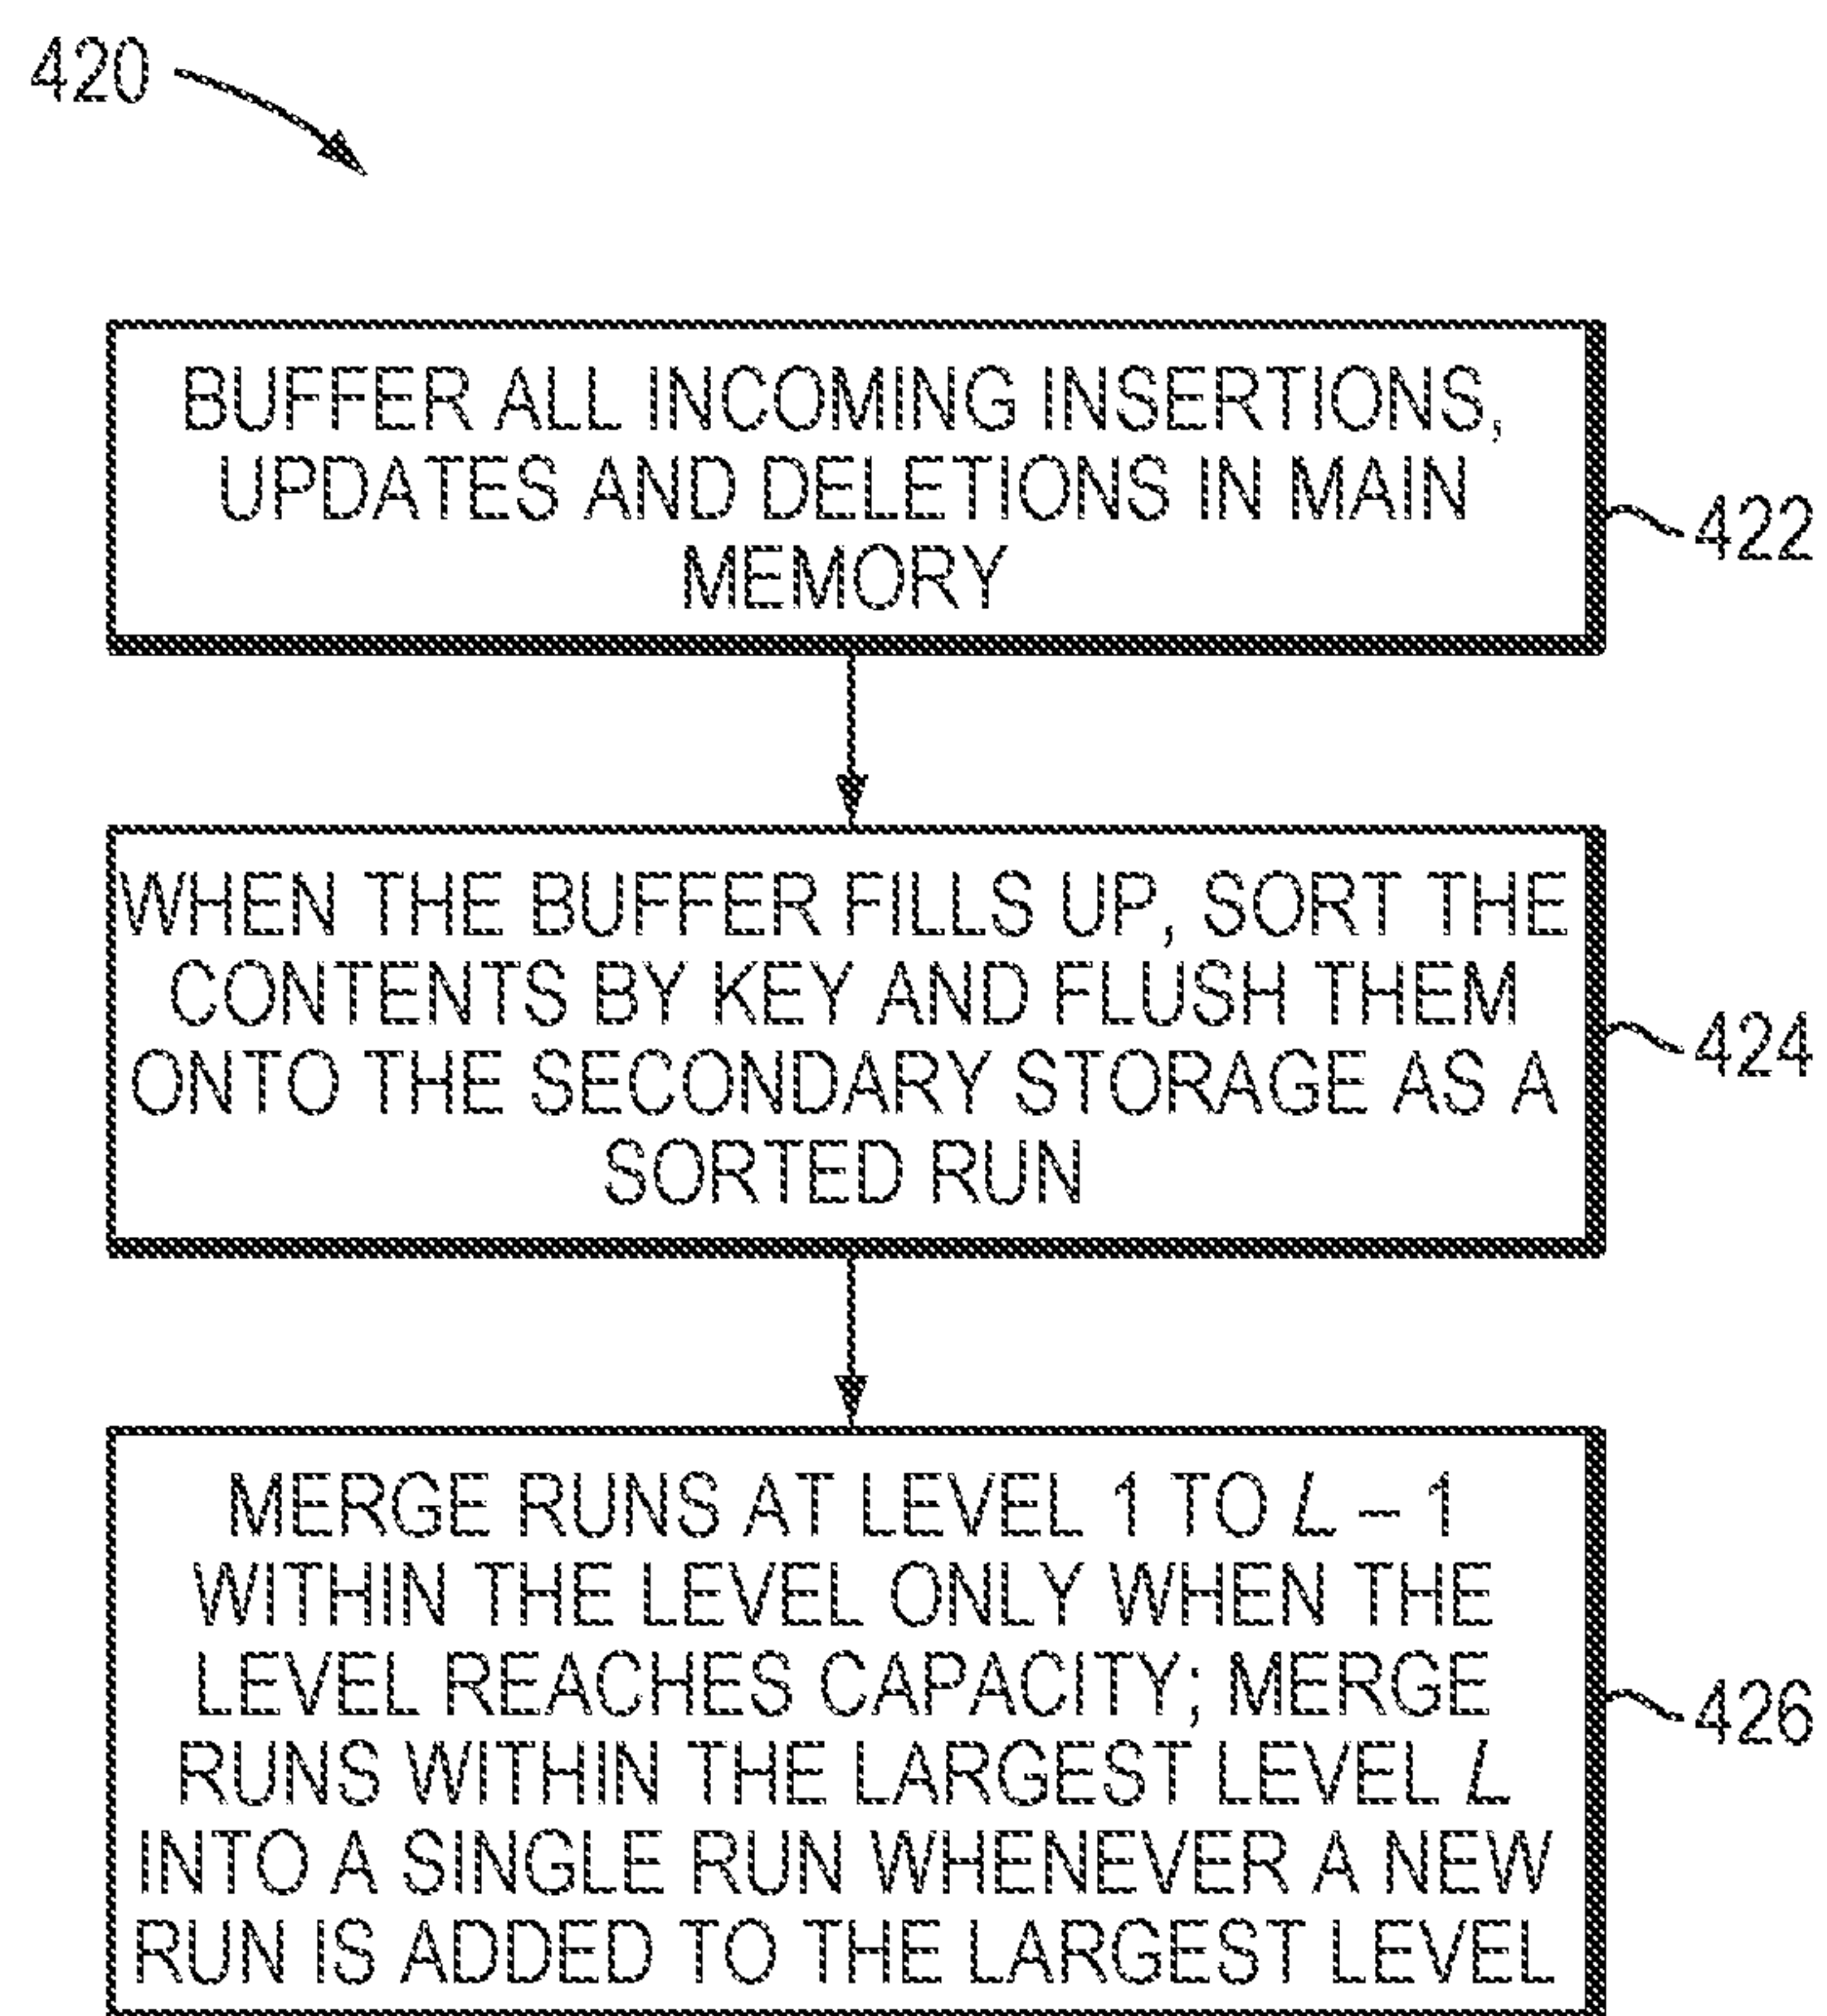 420
BUFFER ALL INCOMING INSERTIONS,
UPDATES AND DELETIONS IN MAIN
MEMORY
422
WHEN THE BUFFER FILLS UP, SORT THE
CONTENTS BY KEY AND FLUSH THEM
ONTO THE SECONDARY STORAGE AS A
SORTED RUN
424
MERGE RUNS AT LEVEL 1 TO L – 1
WITHIN THE LEVEL ONLY WHEN THE
LEVEL REACHES CAPACITY; MERGE
RUNS WITHIN THE LARGEST LEVEL L
INTO A SINGLE RUN WHENEVER A NEW
RUN IS ADDED TO THE LARGEST LEVEL
426